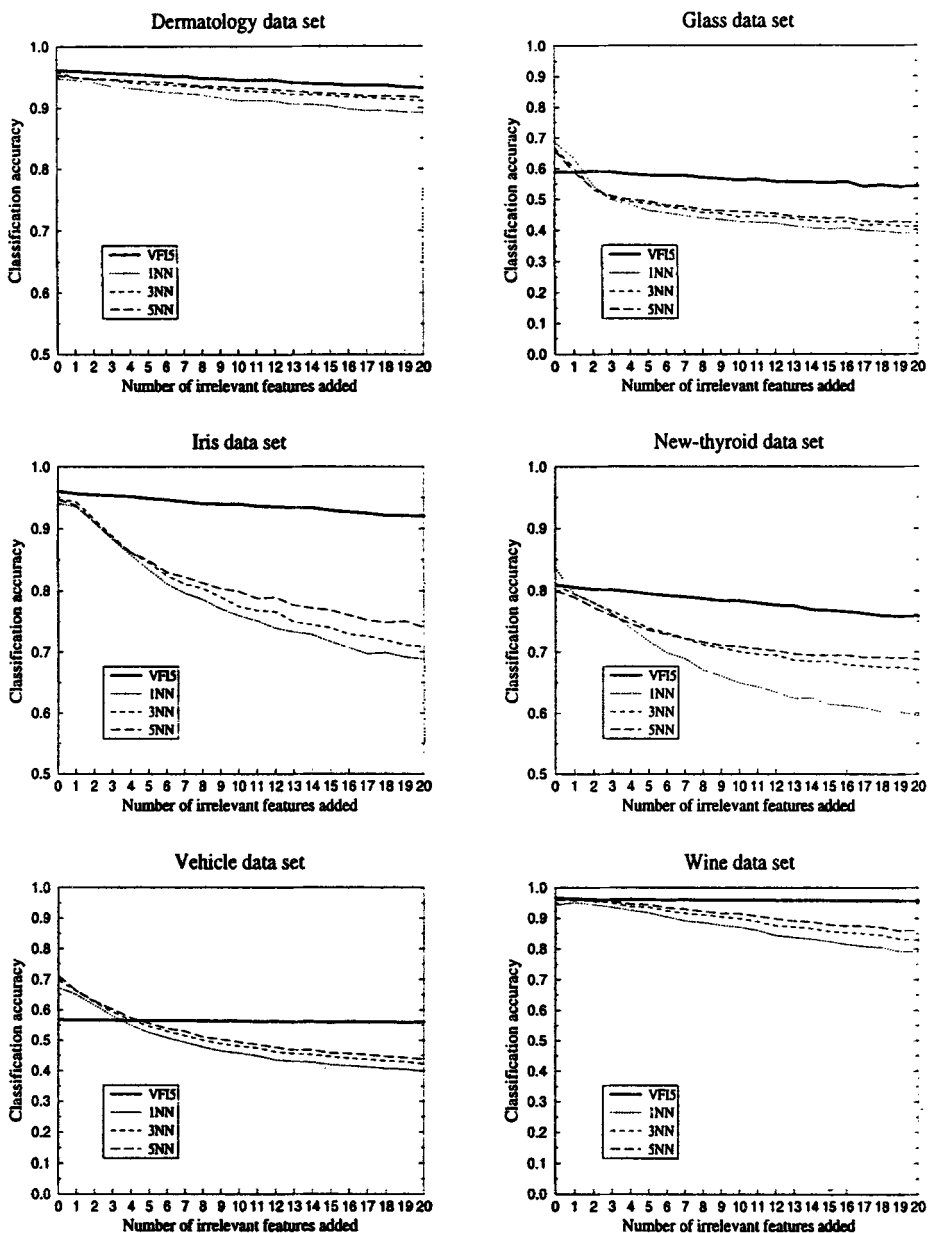 Dermatology data set
Classification accuracy
1.0
0.9
0.8
0.7
0.6
0.5
VFI5
1NN
3NN
5NN
0 1 2 3 4 5 6 7 8 9 10 11 12 13 14 15 16 17 18 19 20
Number of irrelevant features added
Glass data set
Classification accuracy
1.0
0.9
0.8
0.7
0.6
0.5
0.4
0.3
0.2
0.1
0.0
VFI5
1NN
3NN
5NN
0 1 2 3 4 5 6 7 8 9 10 11 12 13 14 15 16 17 18 19 20
Number of irrelevant features added
Iris data set
Classification accuracy
1.0
0.9
0.8
0.7
0.6
0.5
VFI5
1NN
3NN
5NN
0 1 2 3 4 5 6 7 8 9 10 11 12 13 14 15 16 17 18 19 20
Number of irrelevant features added
New-thyroid data set
Classification accuracy
1.0
0.9
0.8
0.7
0.6
0.5
VFI5
1NN
3NN
5NN
0 1 2 3 4 5 6 7 8 9 10 11 12 13 14 15 16 17 18 19 20
Number of irrelevant features added
Vehicle data set
Classification accuracy
1.0
0.9
0.8
0.7
0.6
0.5
0.4
0.3
0.2
0.1
0.0
VFI5
1NN
3NN
5NN
0 1 2 3 4 5 6 7 8 9 10 11 12 13 14 15 16 17 18 19 20
Number of irrelevant features added
Wine data set
Classification accuracy
1.0
0.9
0.8
0.7
0.6
0.5
0.4
0.3
0.2
0.1
0.0
VFI5
1NN
3NN
5NN
0 1 2 3 4 5 6 7 8 9 10 11 12 13 14 15 16 17 18 19 20
Number of irrelevant features added